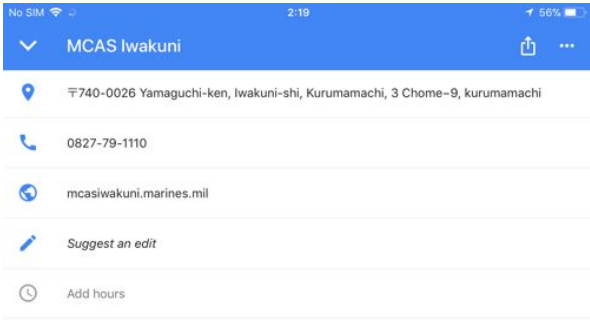 No SIM 2:19 56%
MCAS Iwakuni
〒740-0026 Yamaguchi-ken, Iwakuni-shi, Kurumamachi, 3 Chome−9, kurumamachi
0827-79-1110
mcasiwakuni.marines.mil
Suggest an edit
Add hours